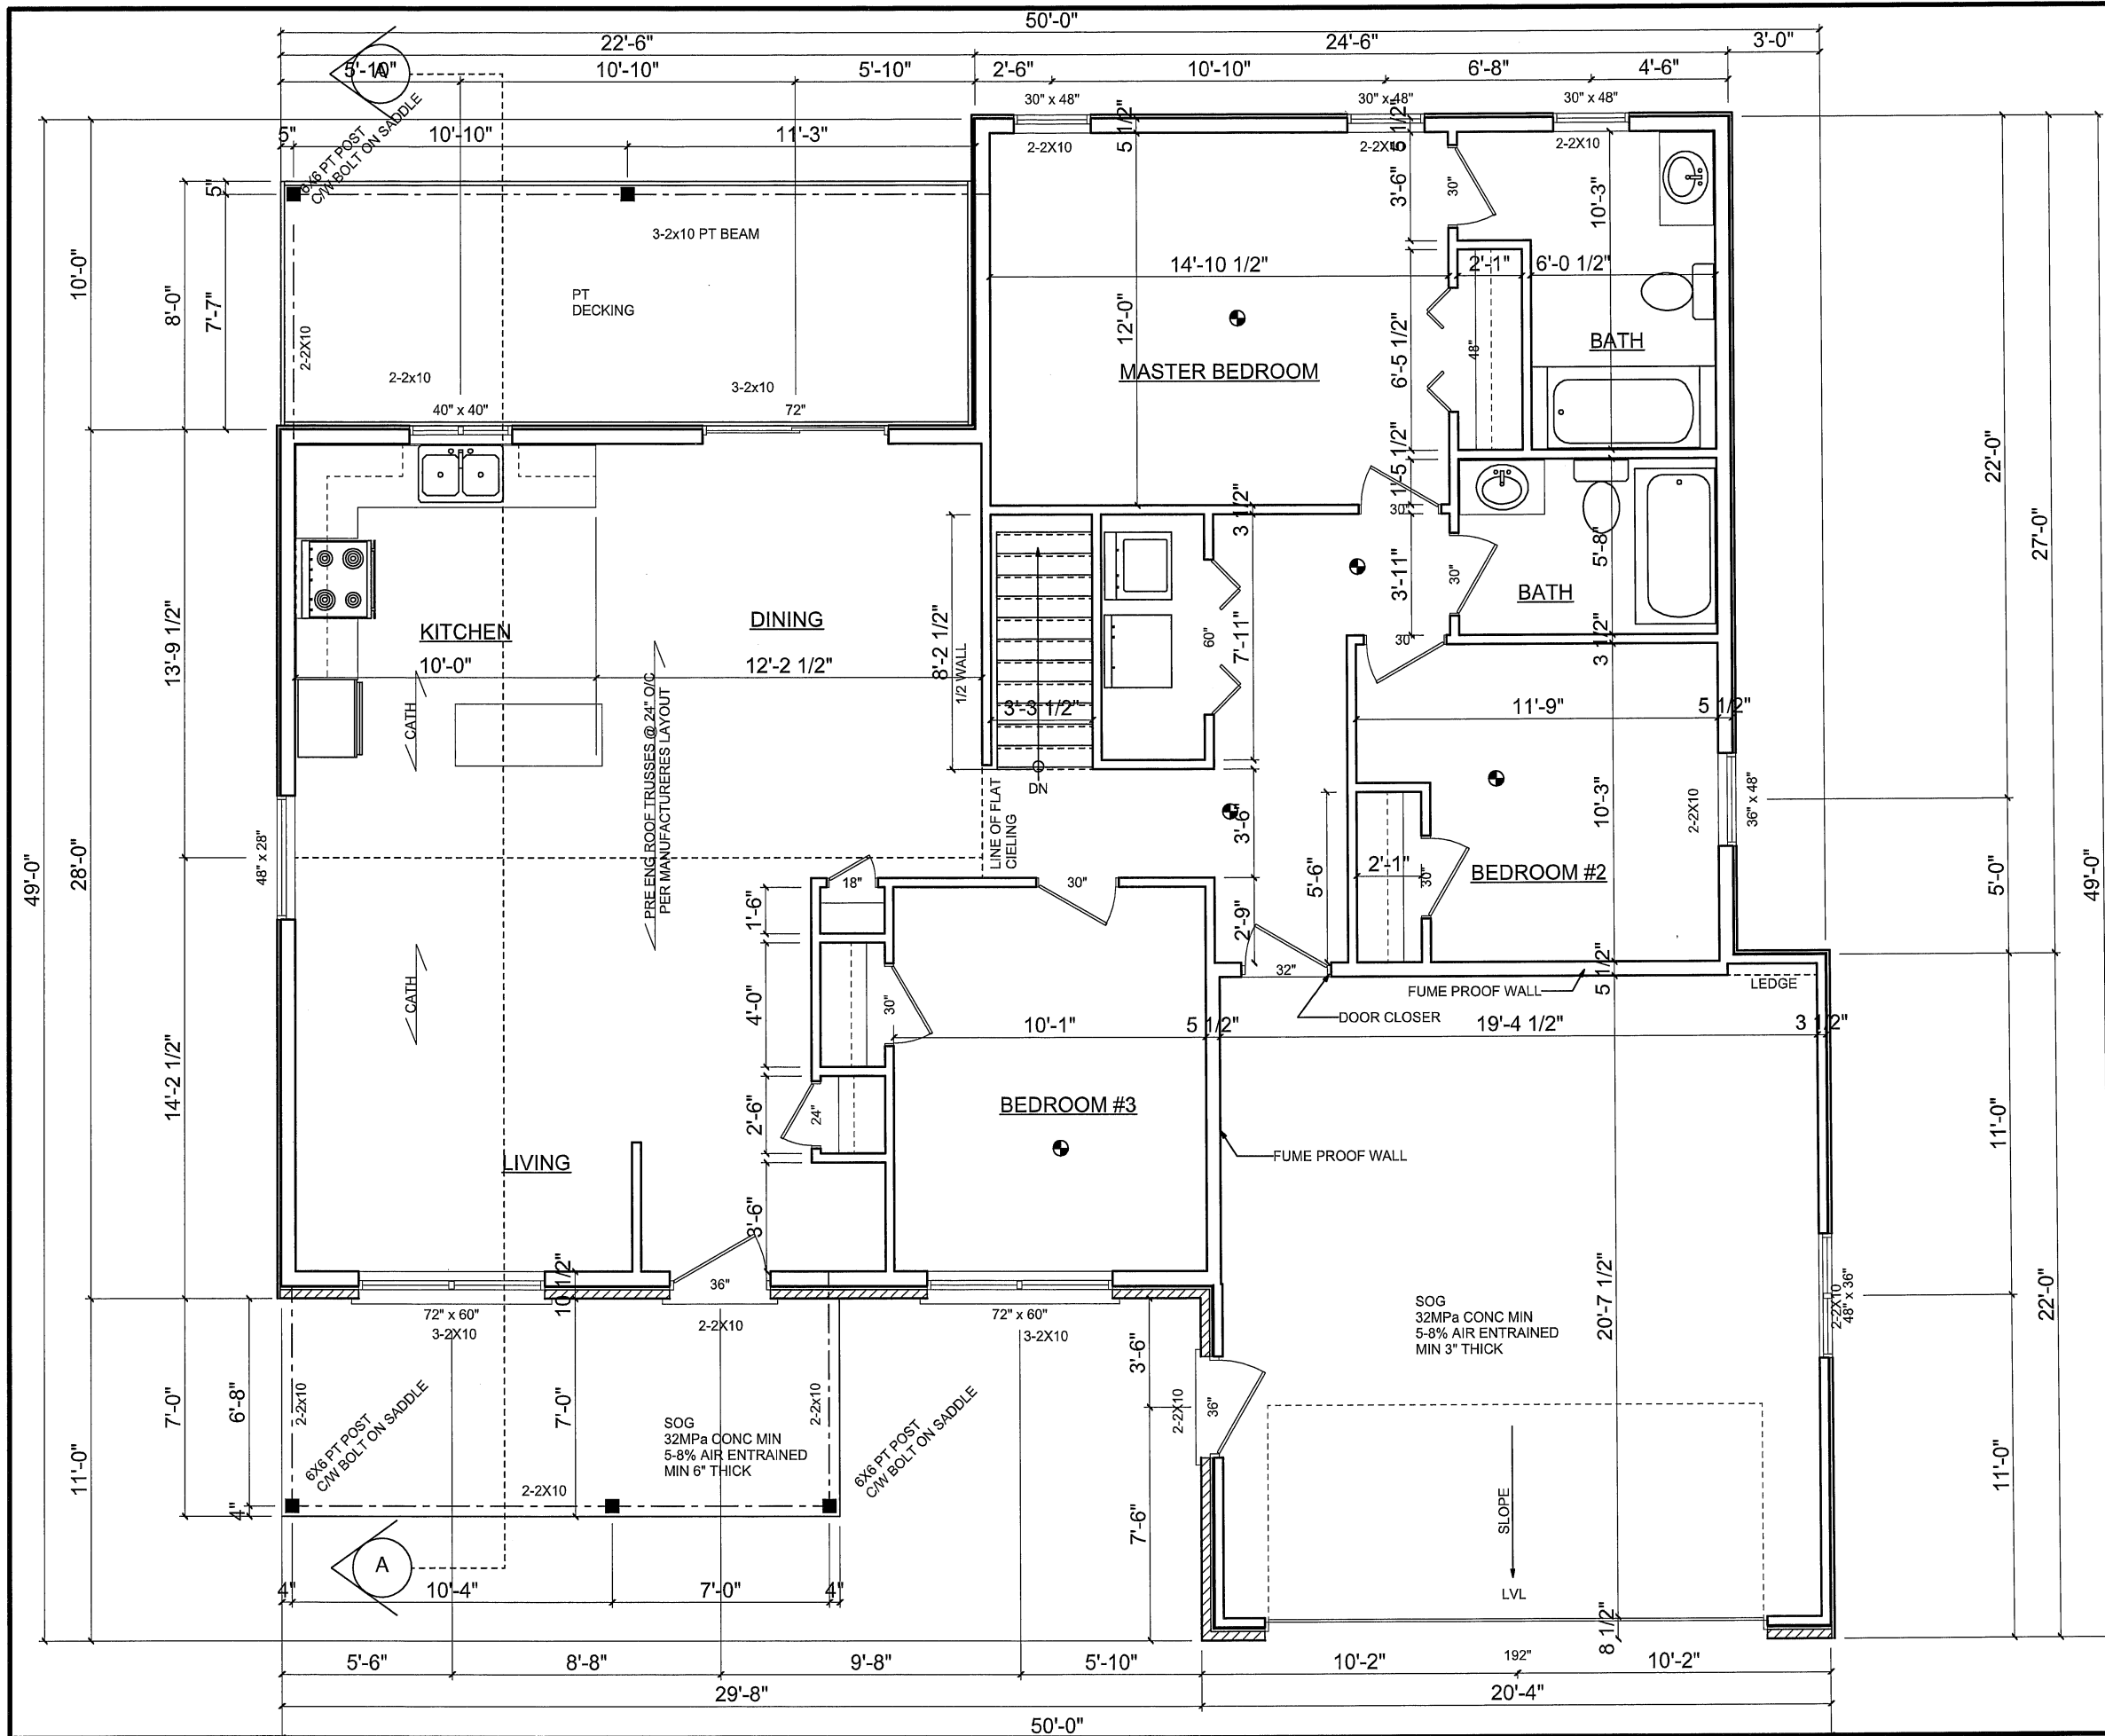 50'-0"
22'-6"
24'-6"
3'-0"
5'-10"
A
10'-10"
5'-10"
2'-6"
10'-10"
6'-8"
4'-6"
30" x 48"
30" x 48"
30" x 48"
5"
10'-10"
11'-3"
6X6 PT POST
C/W BOLT ON SADDLE
5 1/2"
2-2X10
5 1/2"
2-2X10
2-2X10
5"
3'-6"
30"
10'-3"
3-2x10 PT BEAM
10'-0"
8'-0"
7'-7"
14'-10 1/2"
2'-1"
6'-0 1/2"
PT
DECKING
12'-0"
2-2X10
6'-5 1/2"
48"
BATH
MASTER BEDROOM
2-2x10
3-2x10
40" x 40"
72"
1'-5 1/2"
22'-0"
3 1/2"
30"
27'-0"
3'-11"
30"
5'-8"
BATH
KITCHEN
DINING
8'-2 1/2"
1/2 WALL
60"
7'-11"
30"
3 1/2"
13'-9 1/2"
10'-0"
12'-2 1/2"
3'-3 1/2"
11'-9"
5 1/2"
CATH
PRE ENG ROOF TRUSSES @ 24" O/C
PER MANUFACTURERES LAYOUT
DN
LINE OF FLAT
CIELING
3'-6"
10'-3"
2-2X10
36" x 48"
49'-0"
28'-0"
48" x 28"
18"
30"
5'-6"
2'-1"
30"
BEDROOM #2
5'-0"
49'-0"
1'-6"
2'-9"
32"
5 1/2"
FUME PROOF WALL
LEDGE
DOOR CLOSER
CATH
4'-0"
30"
10'-1"
5 1/2"
19'-4 1/2"
3 1/2"
14'-2 1/2"
2'-6"
24"
BEDROOM #3
11'-0"
FUME PROOF WALL
LIVING
3'-6"
10 1/2"
36"
72" x 60"
3-2X10
2-2X10
72" x 60"
3-2X10
20'-7 1/2"
SOG
32MPa CONC MIN
5-8% AIR ENTRAINED
MIN 3" THICK
2-2X10
48" x 36"
22'-0"
3'-6"
7'-0"
6'-8"
2-2x10
7'-0"
2-2x10
2-2X10
36"
6X6 PT POST
C/W BOLT ON SADDLE
SOG
32MPa CONC MIN
5-8% AIR ENTRAINED
MIN 6" THICK
6X6 PT POST
C/W BOLT ON SADDLE
11'-0"
11'-0"
4"
2-2X10
7'-6"
SLOPE
A
LVL
4"
10'-4"
7'-0"
4"
8 1/2"
5'-6"
8'-8"
9'-8"
5'-10"
10'-2"
192"
10'-2"
29'-8"
20'-4"
50'-0"